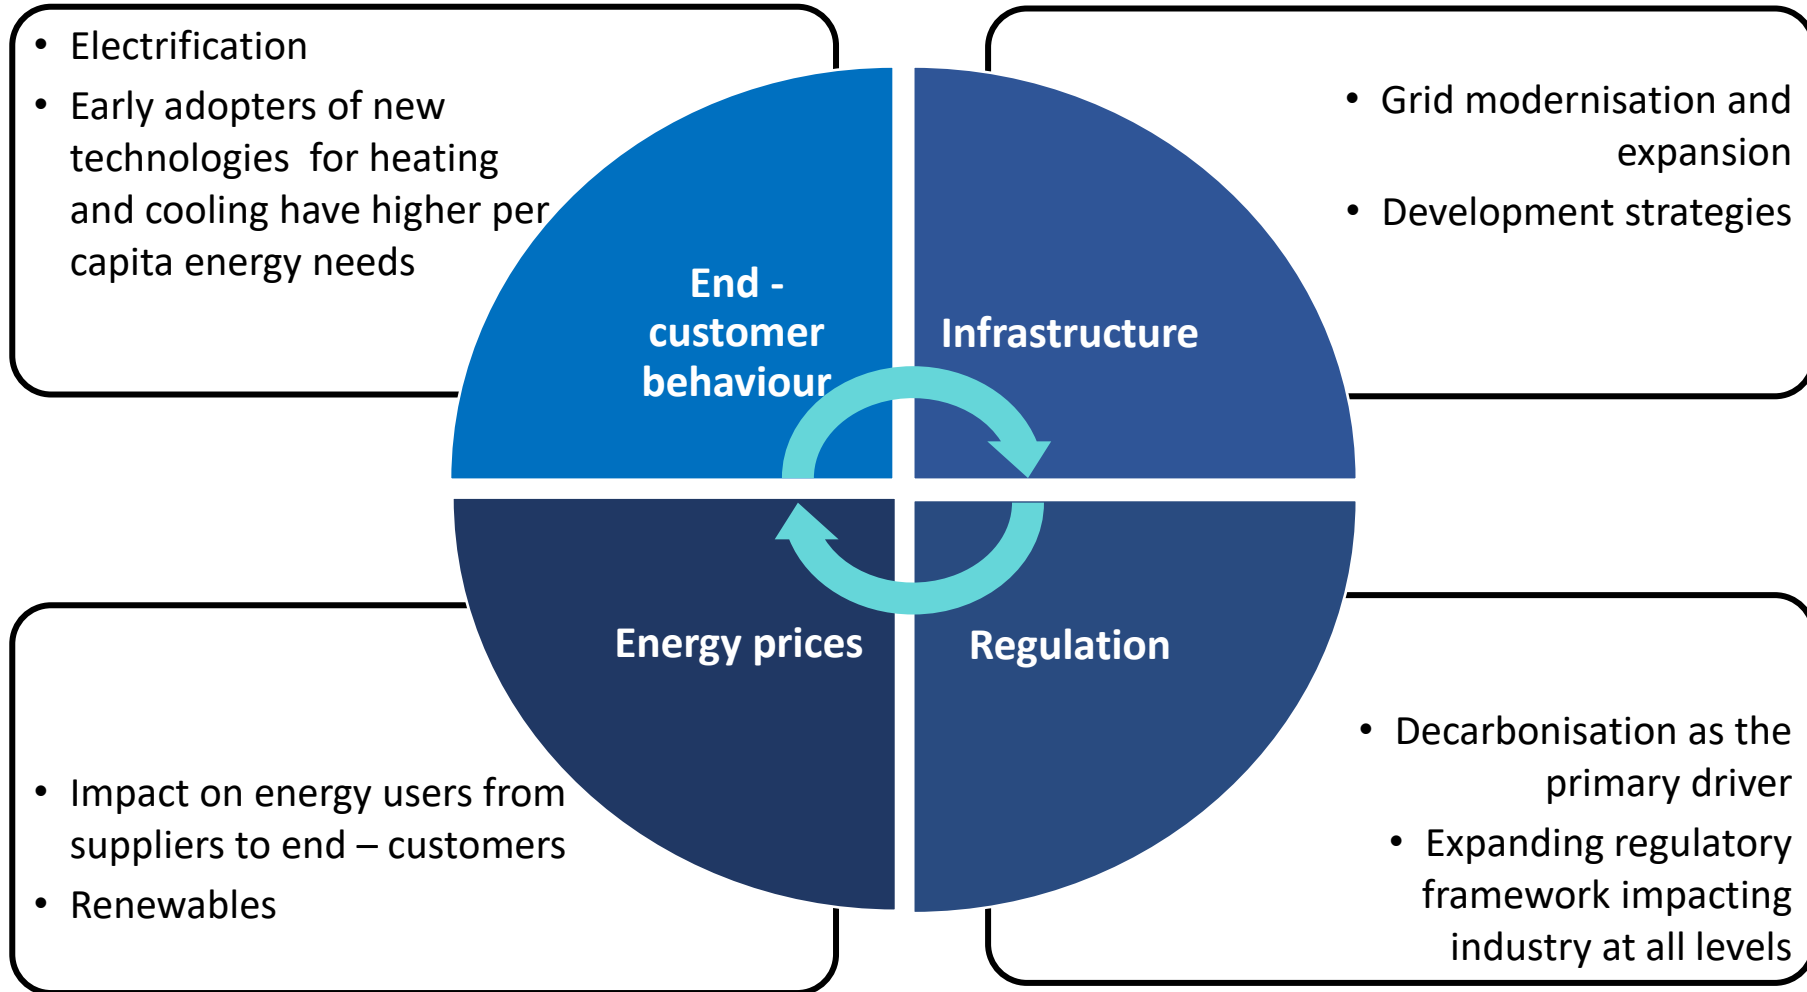 • Electrification
• Early adopters of new
technologies  for heating
and cooling have higher per
capita energy needs
• Grid modernisation and
expansion
• Development strategies
End -
customer
behaviour
Infrastructure
Energy prices
Regulation
• Impact on energy users from
suppliers to end – customers
• Renewables
• Decarbonisation as the
primary driver
• Expanding regulatory
framework impacting
industry at all levels